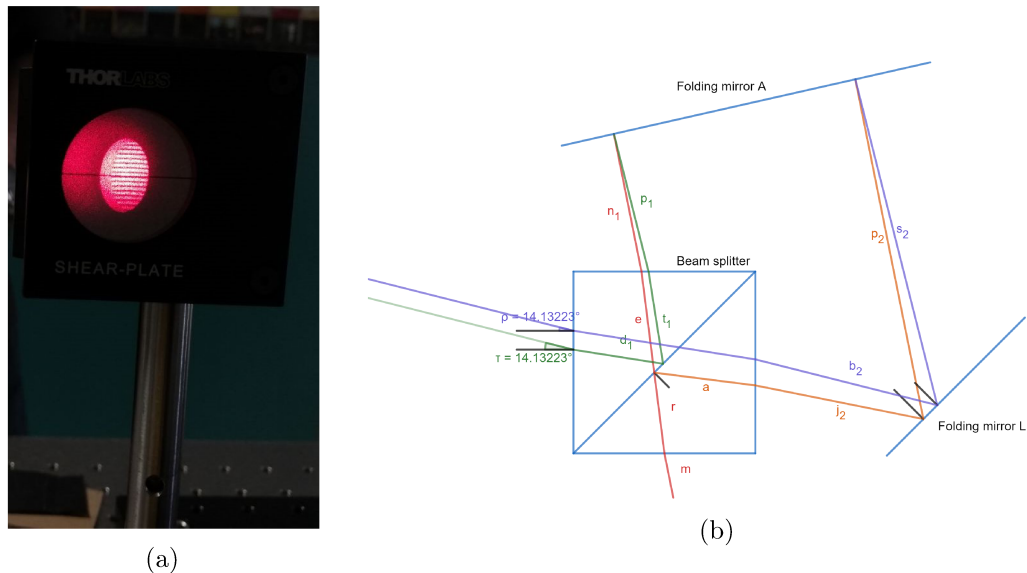 THORLABS
SHEAR-PLATE
(a)
(b)
Folding mirror A
n1
p1
p2
s2
Beam splitter
ρ = 14.13223°
e
t1
d1
τ = 14.13223°
b2
a
j2
r
Folding mirror L
m